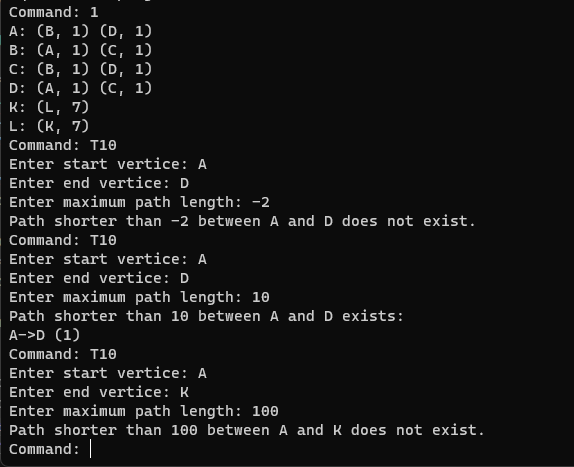 Command: 1
A: (B, 1) (D, 1)
B: (A, 1) (C, 1)
C: (B, 1) (D, 1)
D: (A, 1) (C, 1)
K: (L, 7)
L: (K, 7)
Command: T10
Enter start vertice: A
Enter end vertice: D
Enter maximum path length: -2
Path shorter than -2 between A and D does not exist.
Command: T10
Enter start vertice: A
Enter end vertice: D
Enter maximum path length: 10
Path shorter than 10 between A and D exists:
A->D (1)
Command: T10
Enter start vertice: A
Enter end vertice: K
Enter maximum path length: 100
Path shorter than 100 between A and K does not exist.
Command: